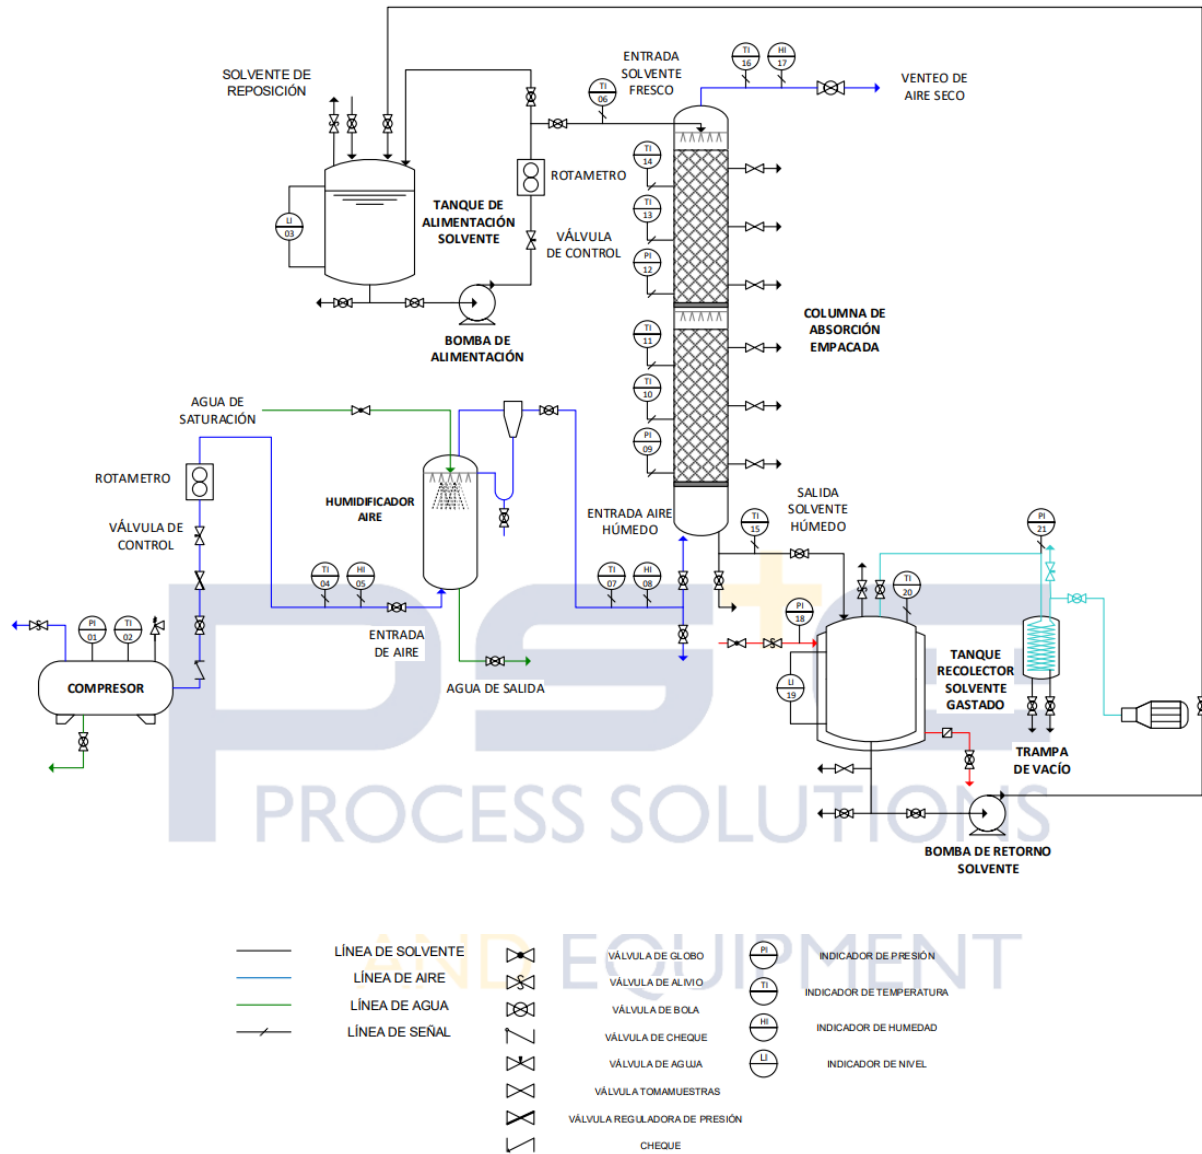 SOLVENTE DE
REPOSICIÓN
ENTRADA
SOLVENTE
FRESCO
TI
06
TI
16
HI
17
VENTEO DE
AIRE SECO
TI
14
ROTAMETRO
TANQUE DE
ALIMENTACIÓN
SOLVENTE
LI
03
VÁLVULA
DE CONTROL
TI
13
PI
12
BOMBA DE
ALIMENTACIÓN
COLUMNA DE
ABSORCIÓN
EMPACADA
TI
11
TI
10
PI
09
AGUA DE
SATURACIÓN
ROTAMETRO
VÁLVULA DE
CONTROL
HUMIDIFICADOR
AIRE
ENTRADA AIRE
HÚMEDO
SALIDA
SOLVENTE
HÚMEDO
TI
15
PI
21
TI
04
HI
05
TI
07
HI
08
TI
20
PI
18
ENTRADA
DE AIRE
PI
01
TI
02
COMPRESOR
AGUA DE SALIDA
LI
19
TANQUE
RECOLECTOR
SOLVENTE
GASTADO
TRAMPA
DE VACÍO
BOMBA DE RETORNO
SOLVENTE
PS+E
PROCESS SOLUTIONS
AND EQUIPMENT
LÍNEA DE SOLVENTE
LÍNEA DE AIRE
LÍNEA DE AGUA
LÍNEA DE SEÑAL
VÁLVULA DE GLOBO
VÁLVULA DE ALIVIO
VÁLVULA DE BOLA
VÁLVULA DE CHEQUE
VÁLVULA DE AGUJA
VÁLVULA TOMAMUESTRAS
VÁLVULA REGULADORA DE PRESIÓN
CHEQUE
PI
INDICADOR DE PRESIÓN
TI
INDICADOR DE TEMPERATURA
HI
INDICADOR DE HUMEDAD
LI
INDICADOR DE NIVEL